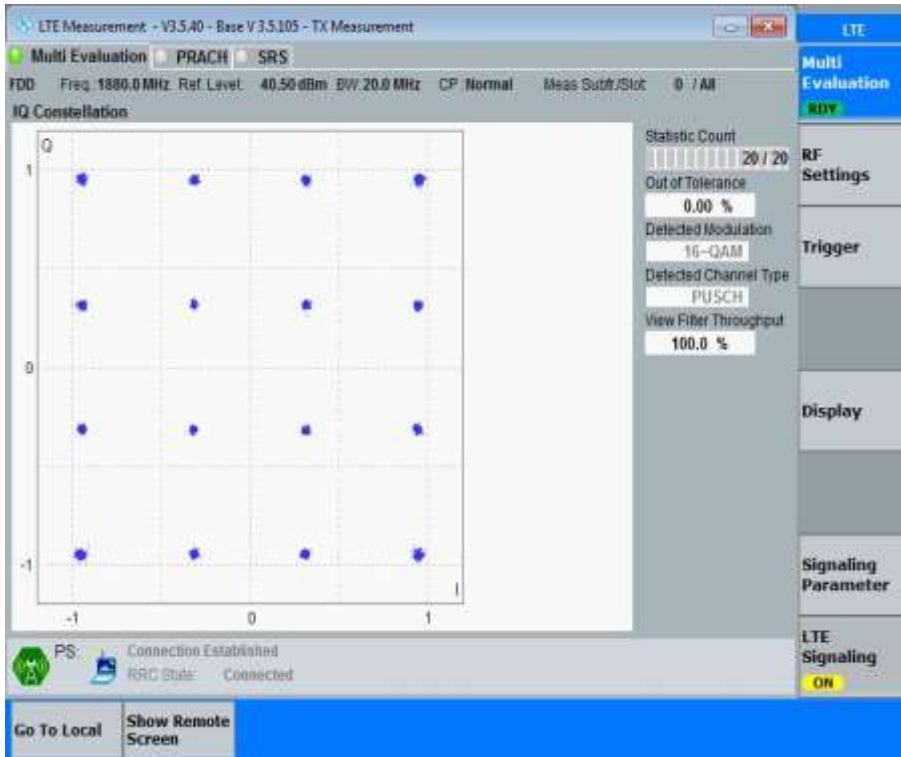 LTE Measurement - V3.5.40 - Base V 3.5.105 - TX Measurement
Multi Evaluation PRACH SRS
FDD Freq.:1880.0 MHz Ref. Level: 40.50 dBm BW:20.0 MHz CP:Normal Meas Subfr./Slot: 0 / All
IQ Constellation
Q
1
0
-1
I
-1 0 1
Statistic Count
20 / 20
Out of Tolerance
0.00 %
Detected Modulation
16-QAM
Detected Channel Type
PUSCH
View Filter Throughput
100.0 %
PS:
Connection Established
RRC State: Connected
LTE
Multi
Evaluation
RDY
RF
Settings
Trigger
Display
Signaling
Parameter
LTE
Signaling
ON
Go To Local
Show Remote
Screen